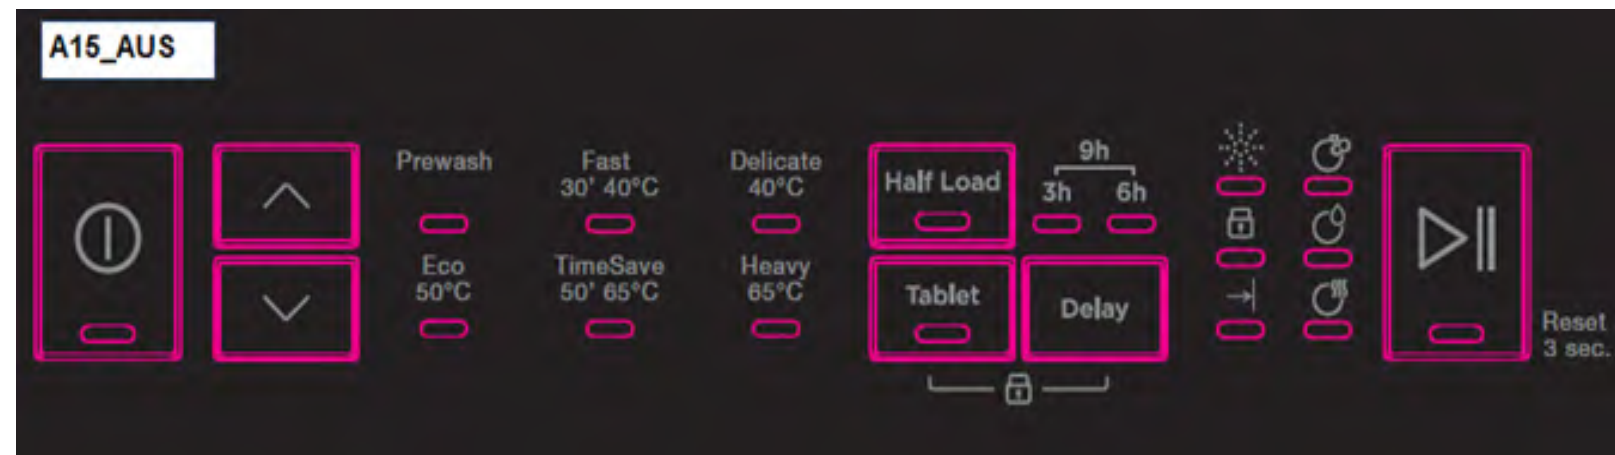 A15_AUS
Prewash
Fast
30' 40°C
Delicate
40°C
Eco
50°C
TimeSave
50' 65°C
Heavy
65°C
Half Load
9h
3h 6h
Tablet
Delay
Reset
3 sec.